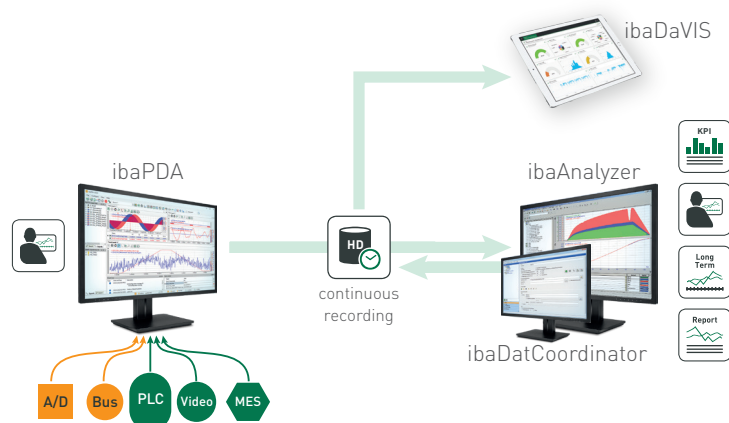 ibaDaVIS
KPI
ibaPDA
ibaAnalyzer
HD
continuous
recording
Long
Term
Report
ibaDatCoordinator
A/D
Bus
PLC
Video
MES